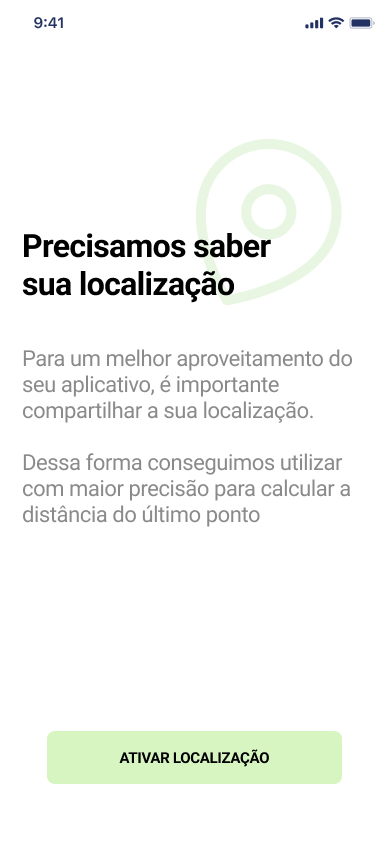 9:41
Precisamos saber
sua localização
Para um melhor aproveitamento do
seu aplicativo, é importante
compartilhar a sua localização.
Dessa forma conseguimos utilizar
com maior precisão para calcular a
distância do último ponto
ATIVAR LOCALIZAÇÃO